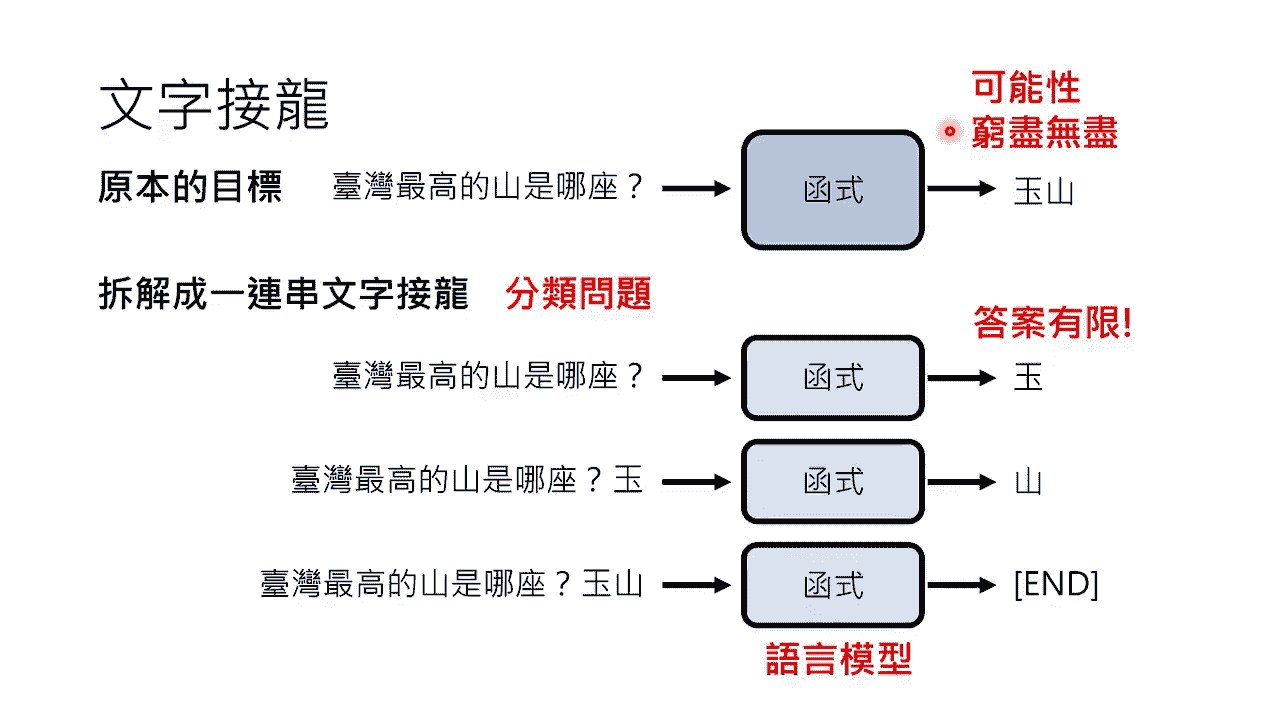 文字接龍
可能性
窮盡無盡
原本的目標 臺灣最高的山是哪座？ 函式 玉山
拆解成一連串文字接龍 分類問題
答案有限!
臺灣最高的山是哪座？ 函式 玉
臺灣最高的山是哪座？玉 函式 山
臺灣最高的山是哪座？玉山 函式 [END]
語言模型